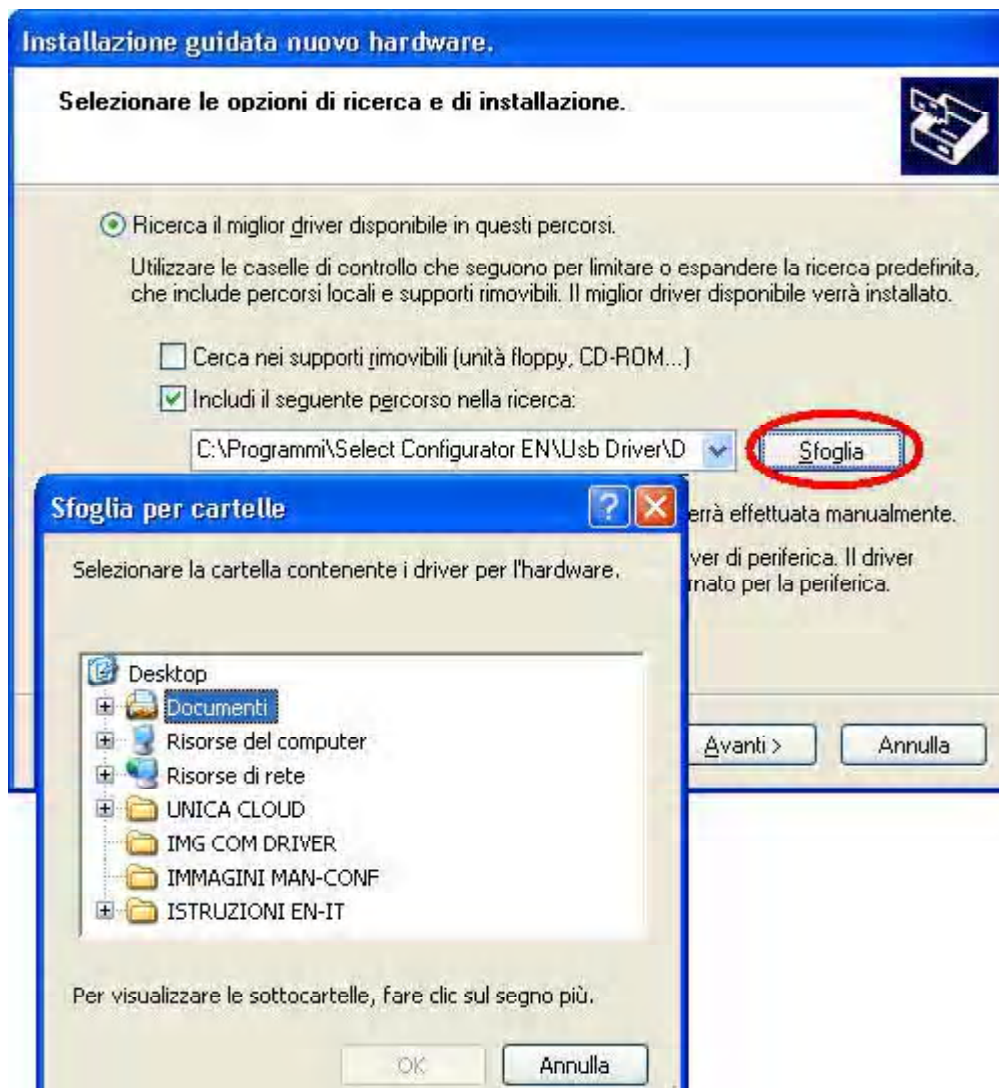 Installazione guidata nuovo hardware.
Selezionare le opzioni di ricerca e di installazione.
Ricerca il miglior driver disponibile in questi percorsi.
Utilizzare le caselle di controllo che seguono per limitare o espandere la ricerca predefinita,
che include percorsi locali e supporti rimovibili. Il miglior driver disponibile verrà installato.
Cerca nei supporti rimovibili (unità floppy, CD-ROM...)
Includi il seguente percorso nella ricerca:
C:\Programmi\Select Configurator EN\Usb Driver\D
Sfoglia
errà effettuata manualmente.
ver di periferica. Il driver
rnato per la periferica.
Avanti >
Annulla
Sfoglia per cartelle
Selezionare la cartella contenente i driver per l'hardware.
Desktop
Documenti
Risorse del computer
Risorse di rete
UNICA CLOUD
IMG COM DRIVER
IMMAGINI MAN-CONF
ISTRUZIONI EN-IT
Per visualizzare le sottocartelle, fare clic sul segno più.
OK
Annulla